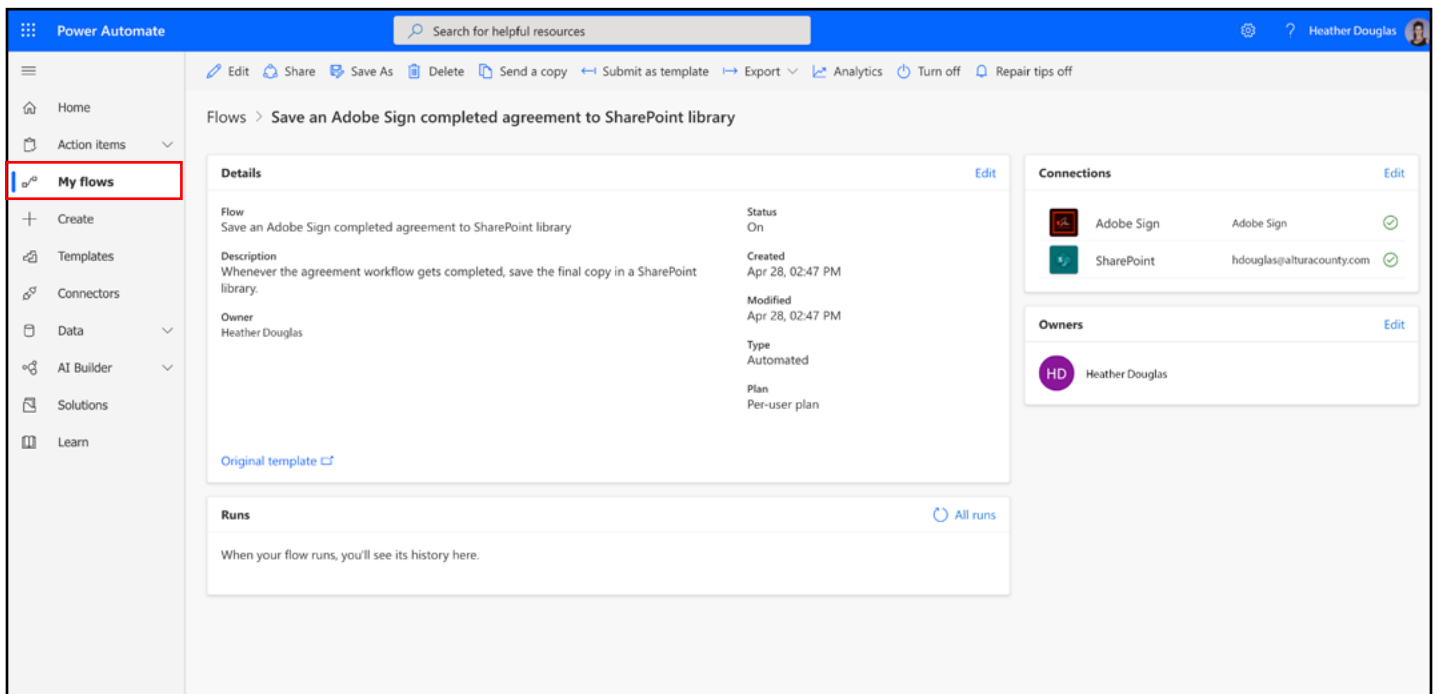 Power Automate
Search for helpful resources
? Heather Douglas
Edit Share Save As Delete Send a copy Submit as template Export Analytics Turn off Repair tips off
Home
Action items
My flows
Create
Templates
Connectors
Data
AI Builder
Solutions
Learn
Flows > Save an Adobe Sign completed agreement to SharePoint library
Details Edit
Flow
Save an Adobe Sign completed agreement to SharePoint library
Description
Whenever the agreement workflow gets completed, save the final copy in a SharePoint
library.
Owner
Heather Douglas
Status
On
Created
Apr 28, 02:47 PM
Modified
Apr 28, 02:47 PM
Type
Automated
Plan
Per-user plan
Original template
Connections Edit
Adobe Sign Adobe Sign
SharePoint hdouglas@alturacounty.com
Owners Edit
HD Heather Douglas
Runs All runs
When your flow runs, you'll see its history here.